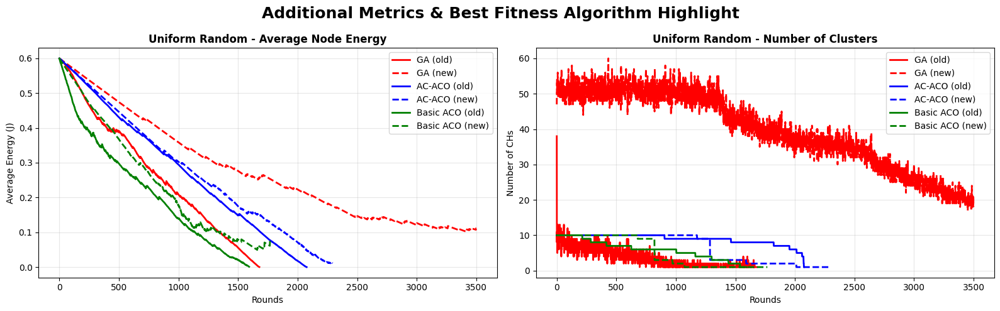 Additional Metrics & Best Fitness Algorithm Highlight
Uniform Random - Average Node Energy
Average Energy (J)
0.6
0.5
0.4
0.3
0.2
0.1
0.0
GA (old)
GA (new)
AC-ACO (old)
AC-ACO (new)
Basic ACO (old)
Basic ACO (new)
0 500 1000 1500 2000 2500 3000 3500
Rounds
Uniform Random - Number of Clusters
Number of CHs
60
50
40
30
20
10
0
GA (old)
GA (new)
AC-ACO (old)
AC-ACO (new)
Basic ACO (old)
Basic ACO (new)
0 500 1000 1500 2000 2500 3000 3500
Rounds